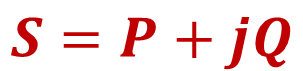 S = P + jQ